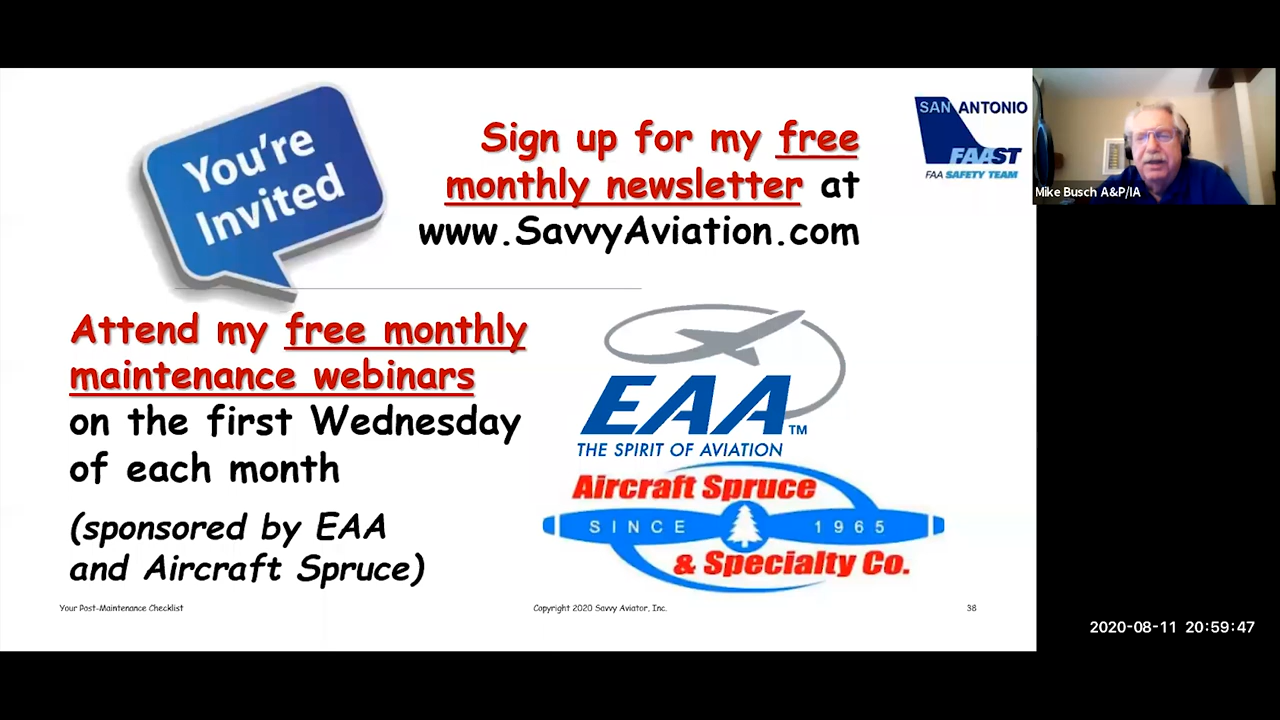 You're
Invited
Sign up for my free
monthly newsletter at
www.SavvyAviation.com
SAN ANTONIO
FAAST
FAA SAFETY TEAM
Mike Busch A&P/IA
Attend my free monthly
maintenance webinars
on the first Wednesday
of each month
(sponsored by EAA
and Aircraft Spruce)
EAA™
THE SPIRIT OF AVIATION
Aircraft Spruce
SINCE 1965
& Specialty Co.
Your Post-Maintenance Checklist
Copyright 2020 Savvy Aviator, Inc.
38
2020-08-11 20:59:47